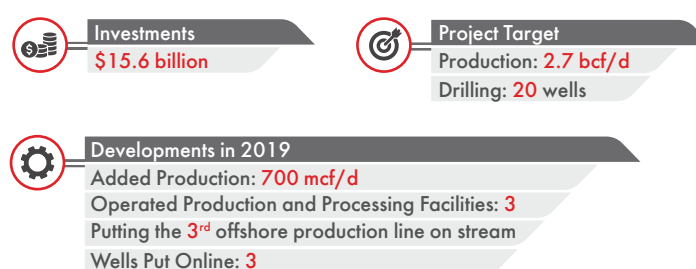 Investments
$15.6 billion
Project Target
Production: 2.7 bcf/d
Drilling: 20 wells
Developments in 2019
Added Production: 700 mcf/d
Operated Production and Processing Facilities: 3
Putting the 3rd offshore production line on stream
Wells Put Online: 3